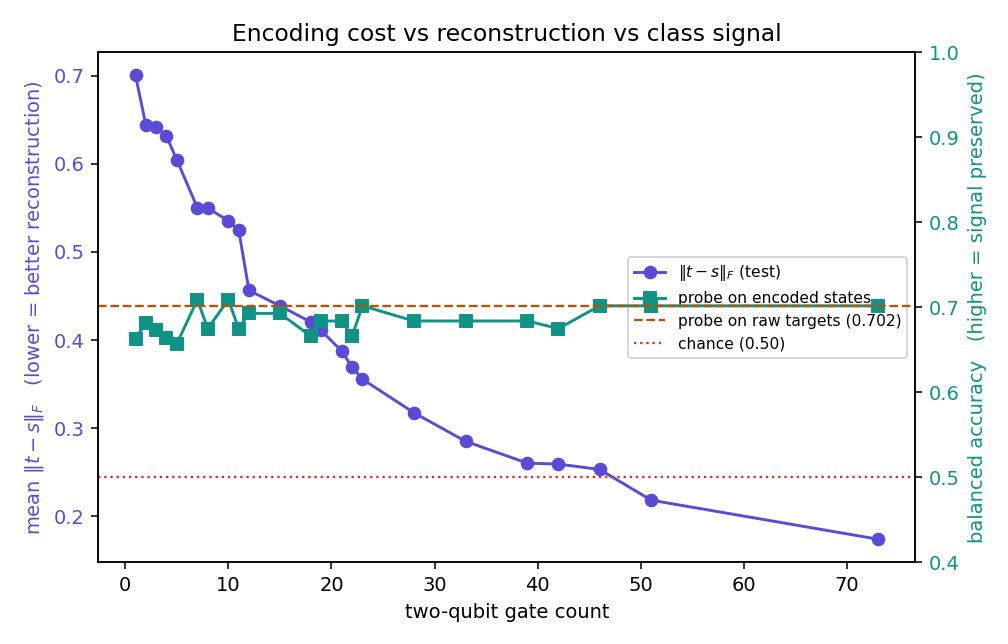 Encoding cost vs reconstruction vs class signal
mean ‖t − s‖F (lower = better reconstruction)
0.7
0.6
0.5
0.4
0.3
0.2
1.0
0.9
0.8
0.7
0.6
0.5
0.4
balanced accuracy (higher = signal preserved)
‖t − s‖F (test)
probe on encoded states
probe on raw targets (0.702)
chance (0.50)
0 10 20 30 40 50 60 70
two-qubit gate count